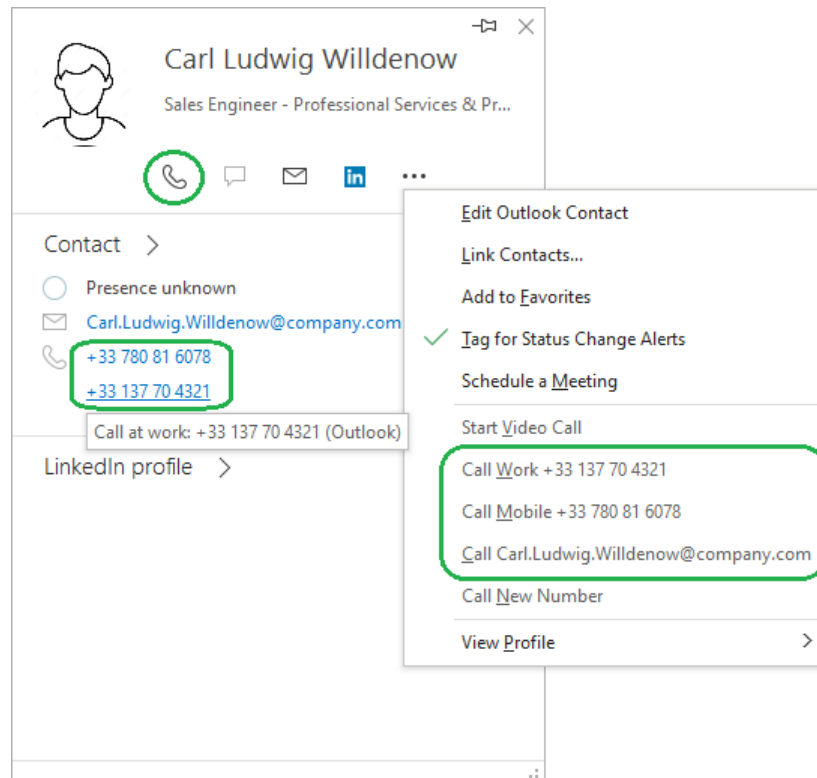 Carl Ludwig Willdenow
Sales Engineer - Professional Services & Pr...
in
Contact
Presence unknown
Carl.Ludwig.Willdenow@company.com
+33 780 81 6078
+33 137 70 4321
Call at work: +33 137 70 4321 (Outlook)
LinkedIn profile
Edit Outlook Contact
Link Contacts...
Add to Favorites
Tag for Status Change Alerts
Schedule a Meeting
Start Video Call
Call Work +33 137 70 4321
Call Mobile +33 780 81 6078
Call Carl.Ludwig.Willdenow@company.com
Call New Number
View Profile